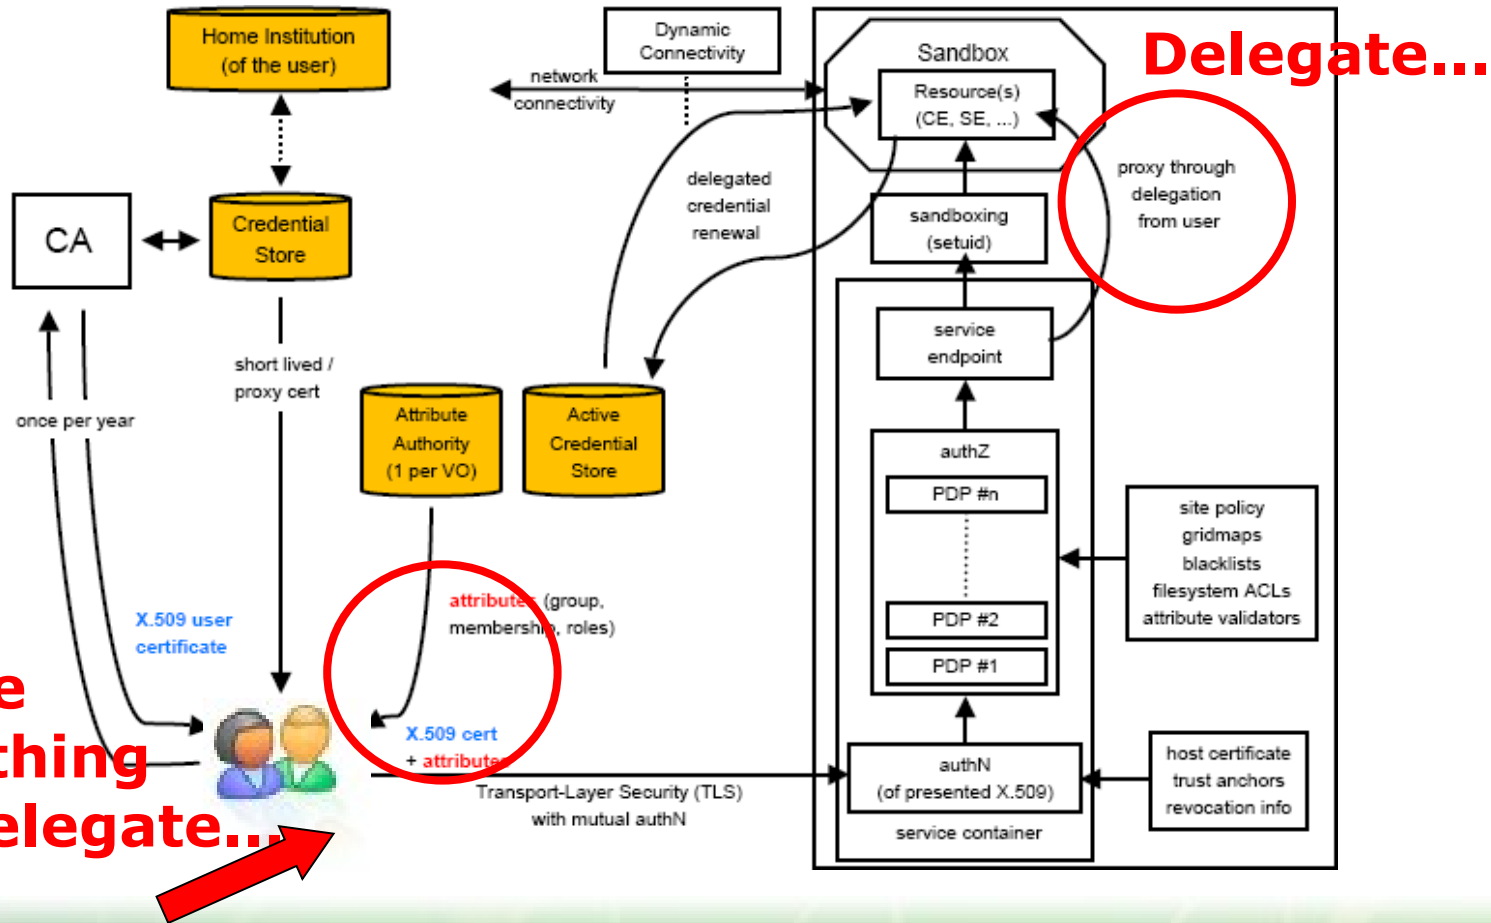 Home Institution
(of the user)
Dynamic
Connectivity
Sandbox
Delegate...
network
connectivity
Resource(s)
(CE, SE, ...)
proxy through
delegation
from user
delegated
credential
renewal
CA
Credential
Store
sandboxing
(setuid)
service
endpoint
short lived /
proxy cert
once per year
Attribute
Authority
(1 per VO)
Active
Credential
Store
authZ
PDP #n
PDP #2
PDP #1
site policy
gridmaps
blacklists
filesystem ACLs
attribute validators
attributes (group,
membership, roles)
X.509 user
certificate
e
thing
elegate...
X.509 cert
+ attributes
Transport-Layer Security (TLS)
with mutual authN
authN
(of presented X.509)
service container
host certificate
trust anchors
revocation info